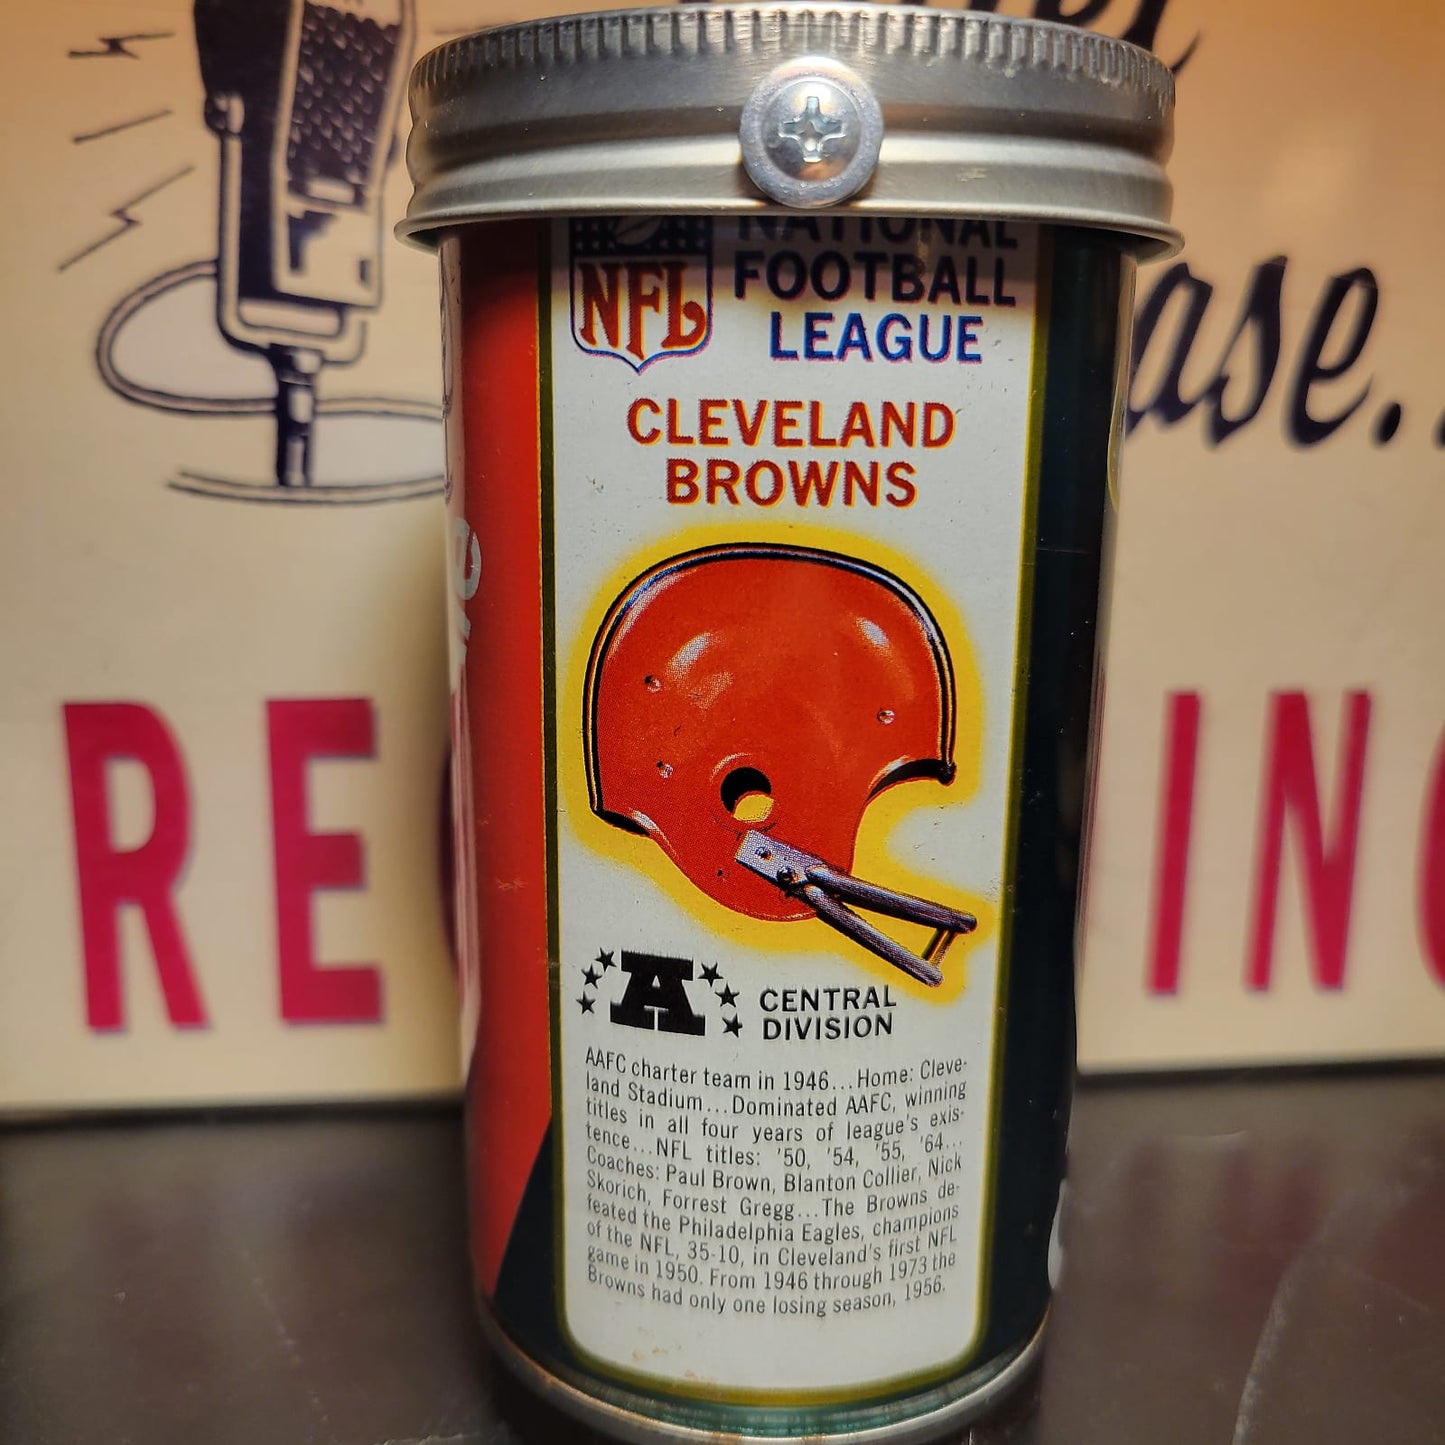 NATIONAL
FOOTBALL
LEAGUE
NFL
CLEVELAND
BROWNS
A
CENTRAL
DIVISION
AAFC charter team in 1946...Home: Cleve-
land Stadium...Dominated AAFC, winning
titles in all four years of league's exis-
tence...NFL titles: '50, '54, '55, '64...
Coaches: Paul Brown, Blanton Collier, Nick
Skorich, Forrest Gregg...The Browns de-
feated the Philadelphia Eagles, champions
of the NFL, 35-10, in Cleveland's first NFL
game in 1950. From 1946 through 1973 the
Browns had only one losing season, 1956.
ase..
RE
ING